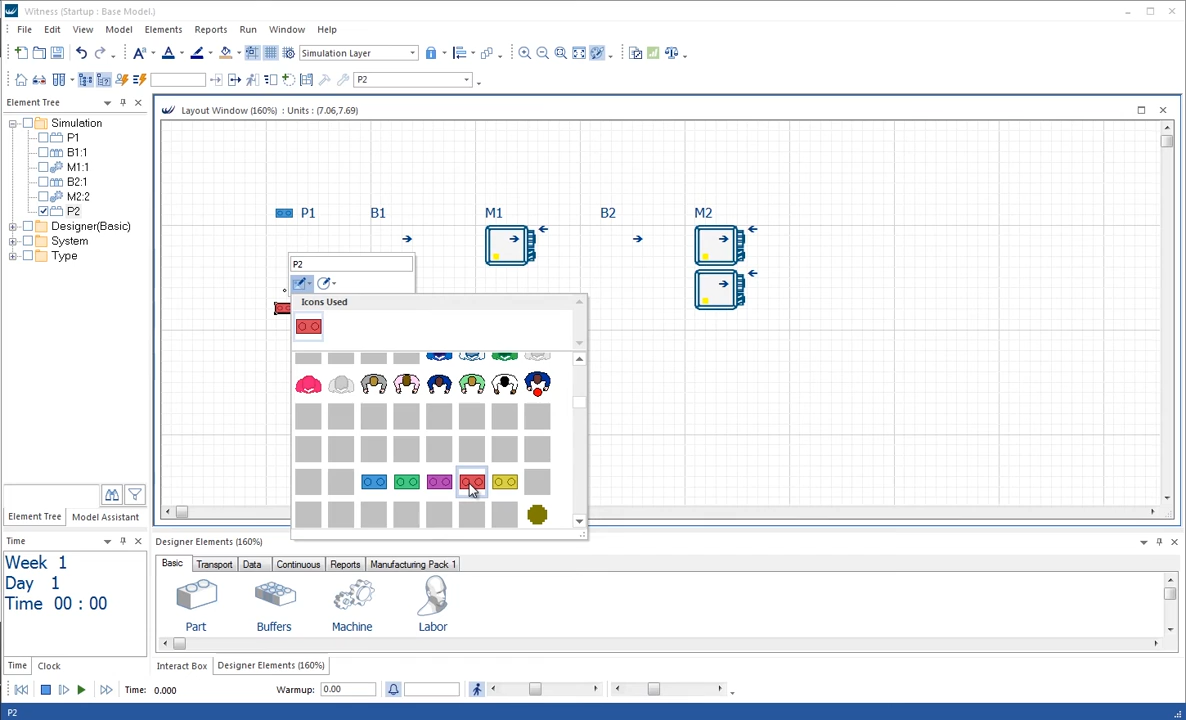 Witness (Startup : Base Model.)
File Edit View Model Elements Reports Run Window Help
Simulation Layer
P2
Element Tree
Layout Window (160%) : Units : (7.06,7.69)
Simulation
P1
B1:1
M1:1
B2:1
M2:2
P2
Designer(Basic)
System
Type
P1 B1 M1 B2 M2
P2
Icons Used
Element Tree Model Assistant
Time
Week 1
Day 1
Time 00 : 00
Time Clock
Designer Elements (160%)
Basic Transport Data Continuous Reports Manufacturing Pack 1
Part Buffers Machine Labor
Interact Box Designer Elements (160%)
Time: 0.000 Warmup: 0.00
P2